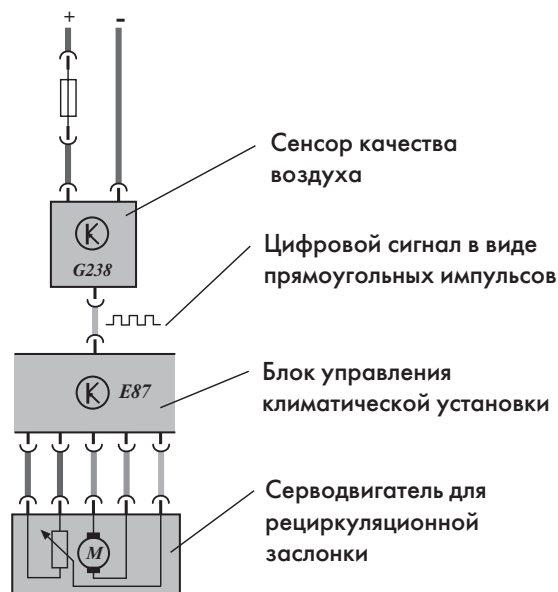 + -
Сенсор качества
воздуха
G238
Цифровой сигнал в виде
прямоугольных импульсов
E87
Блок управления
климатической установки
Серводвигатель для
рециркуляционной
заслонки
M